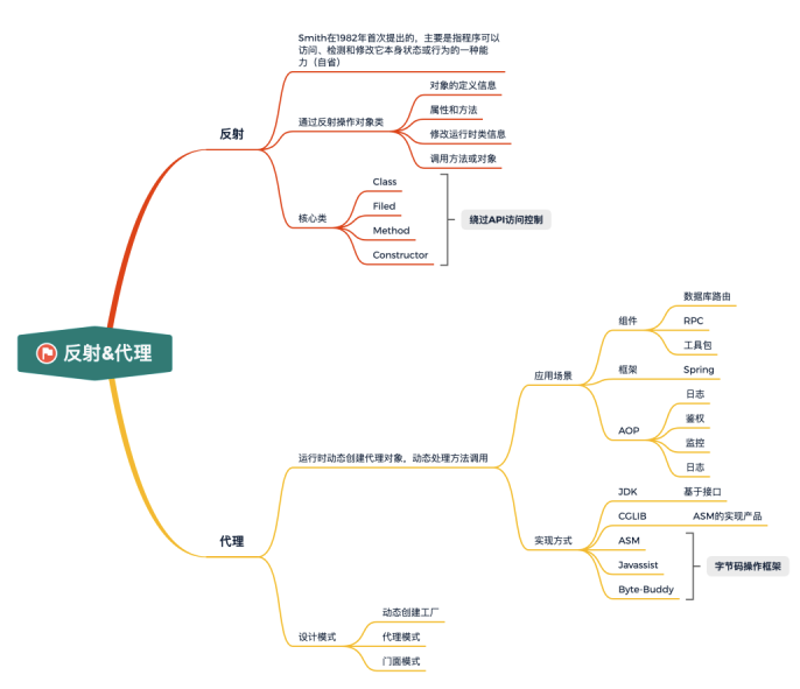 Smith在1982年首次提出的，主要是指程序可以
访问、检测和修改它本身状态或行为的一种能
力（自省）
对象的定义信息
属性和方法
反射
通过反射操作对象类
修改运行时类信息
调用方法或对象
Class
Filed
核心类
绕过API访问控制
Method
Constructor
反射&代理
数据库路由
组件
RPC
工具包
应用场景
框架
Spring
日志
鉴权
AOP
监控
日志
运行时动态创建代理对象，动态处理方法调用
JDK
基于接口
CGLIB
ASM的实现产品
代理
实现方式
ASM
Javassist
字节码操作框架
Byte-Buddy
动态创建工厂
设计模式
代理模式
门面模式